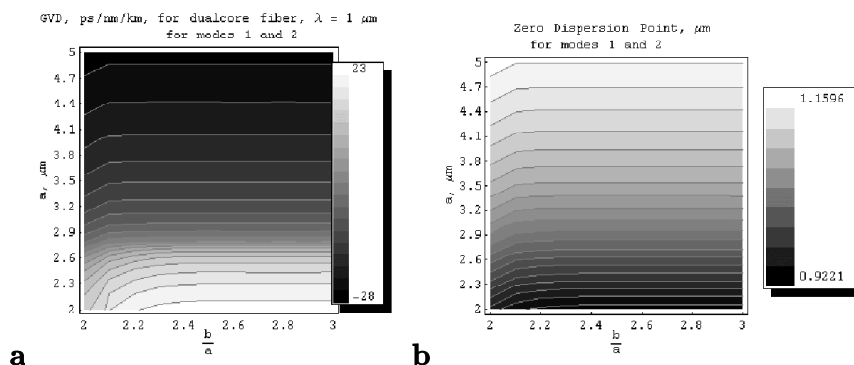 GVD, ps/nm/km, for dualcore fiber, λ = 1 μm
for modes 1 and 2
5
4.7
4.4
4.1
3.8
3.5
3.2
2.9
2.6
2.3
2
a, μm
2 2.2 2.4 2.6 2.8 3
b
a
23
-28
a
Zero Dispersion Point, μm
for modes 1 and 2
5
4.7
4.4
4.1
3.8
3.5
3.2
2.9
2.6
2.3
2
a, μm
2 2.2 2.4 2.6 2.8 3
b
a
1.1596
0.9221
b